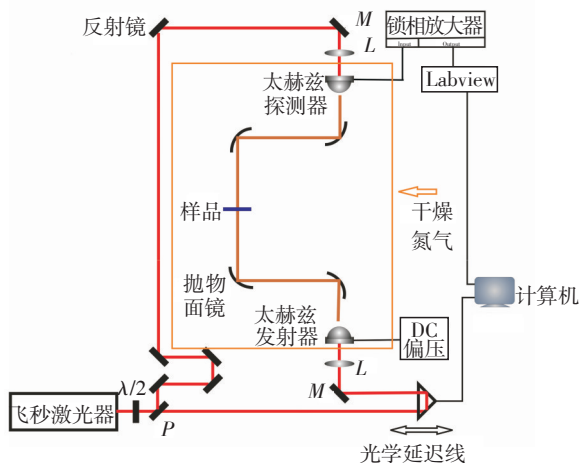 反射镜
M
锁相放大器
L
Input
Output
太赫兹
探测器
Labview
样品
干燥
氮气
抛物
面镜
计算机
太赫兹
发射器
DC
偏压
L
λ/2
M
飞秒激光器
P
光学延迟线